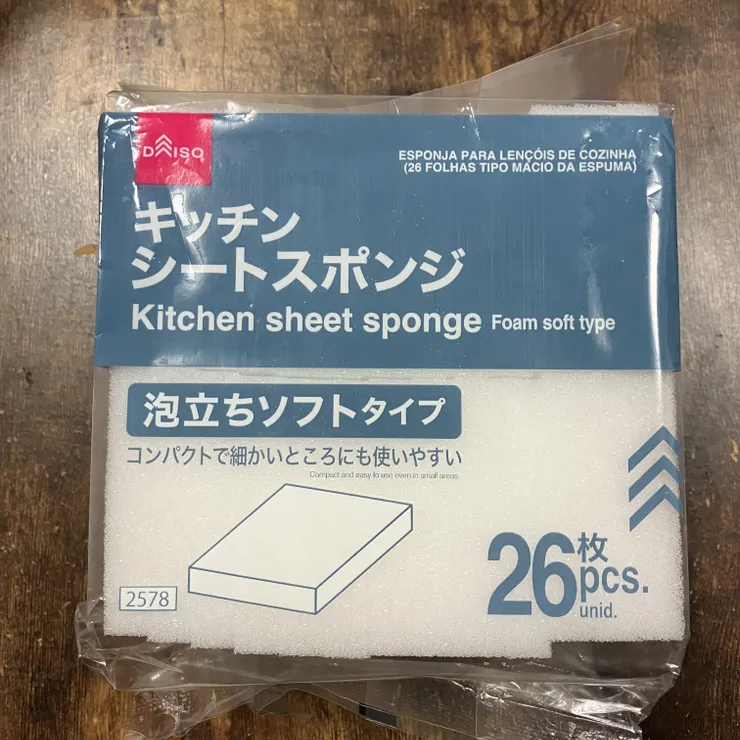 DAISO
ESPONJA PARA LENÇÓIS DE COZINHA
(26 FOLHAS TIPO MACIO DA ESPUMA)
キッチン
シートスポンジ
Kitchen sheet sponge Foam soft type
泡立ちソフトタイプ
コンパクトで細かいところにも使いやすい
Compact and easy to use even in small areas.
2578
26枚
pcs.
unid.